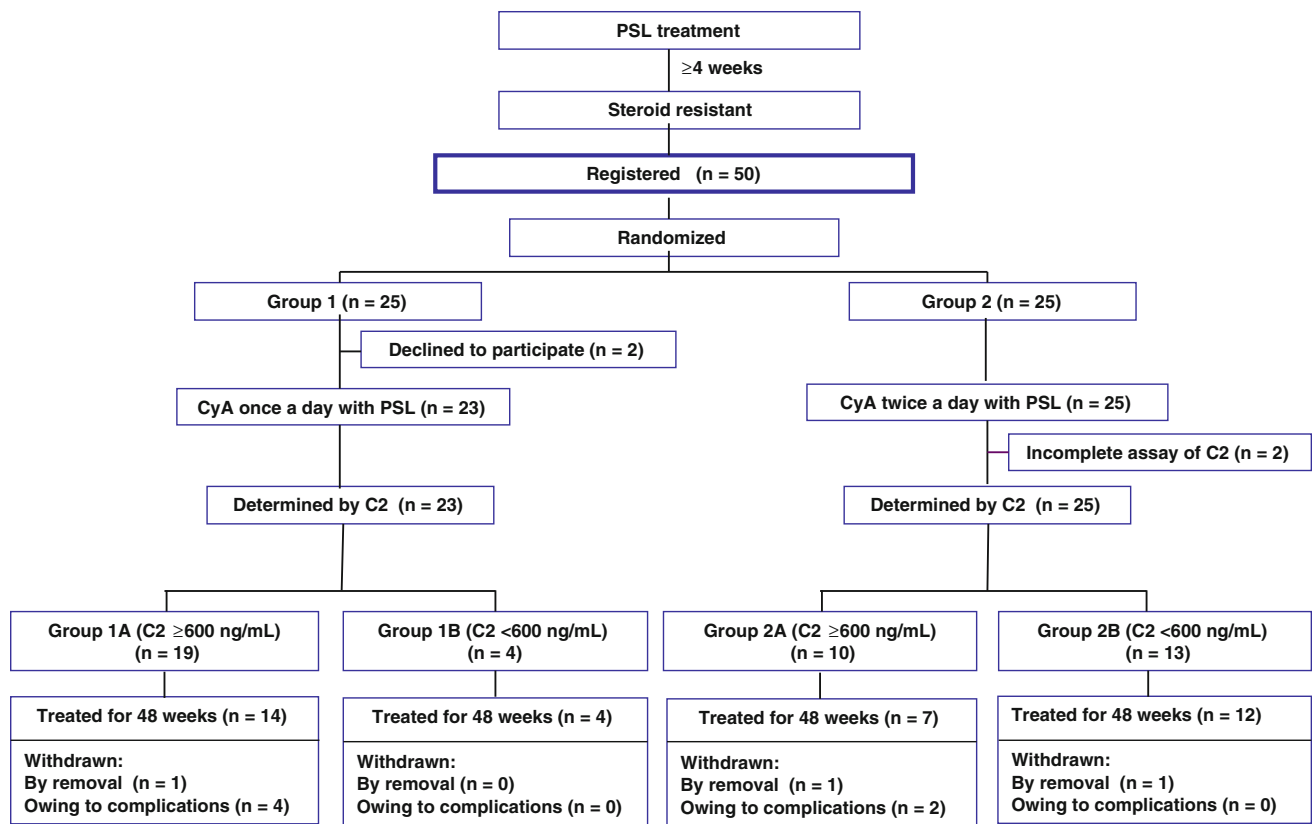 PSL treatment
≥4 weeks
Steroid resistant
Registered (n = 50)
Randomized
Group 1 (n = 25)
Group 2 (n = 25)
Declined to participate (n = 2)
CyA once a day with PSL (n = 23)
CyA twice a day with PSL (n = 25)
Incomplete assay of C2 (n = 2)
Determined by C2 (n = 23)
Determined by C2 (n = 25)
Group 1A (C2 ≥600 ng/mL)
(n = 19)
Group 1B (C2 <600 ng/mL)
(n = 4)
Group 2A (C2 ≥600 ng/mL)
(n = 10)
Group 2B (C2 <600 ng/mL)
(n = 13)
Treated for 48 weeks (n = 14)
Withdrawn:
By removal (n = 1)
Owing to complications (n = 4)
Treated for 48 weeks (n = 4)
Withdrawn:
By removal (n = 0)
Owing to complications (n = 0)
Treated for 48 weeks (n = 7)
Withdrawn:
By removal (n = 1)
Owing to complications (n = 2)
Treated for 48 weeks (n = 12)
Withdrawn:
By removal (n = 1)
Owing to complications (n = 0)